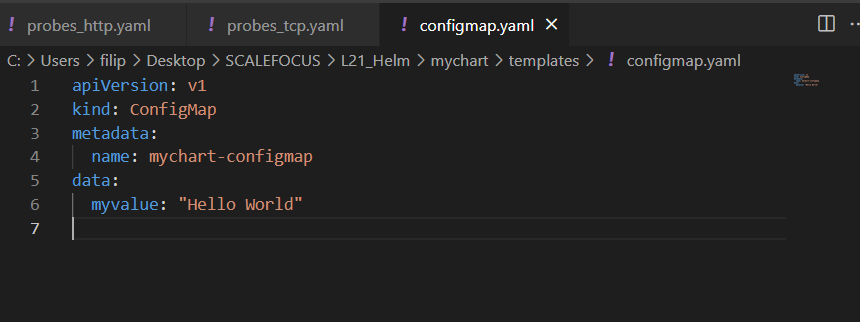 ! probes_http.yaml ! probes_tcp.yaml ! configmap.yaml ×
C: > Users > filip > Desktop > SCALEFOCUS > L21_Helm > mychart > templates > ! configmap.yaml
1 apiVersion: v1
2 kind: ConfigMap
3 metadata:
4   name: mychart-configmap
5 data:
6   myvalue: "Hello World"
7